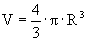 V = 4/3 · π · R³